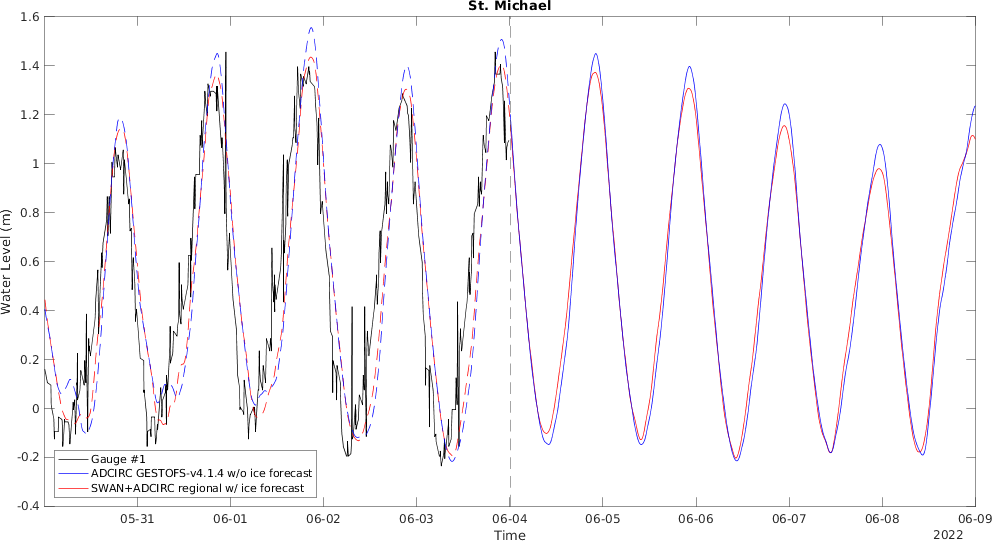 St. Michael
1.6
1.4
1.2
1
0.8
0.6
0.4
0.2
0
-0.2
-0.4
Water Level (m)
Gauge #1
ADCIRC GESTOFS-v4.1.4 w/o ice forecast
SWAN+ADCIRC regional w/ ice forecast
05-31 06-01 06-02 06-03 06-04 06-05 06-06 06-07 06-08 06-09
Time
2022